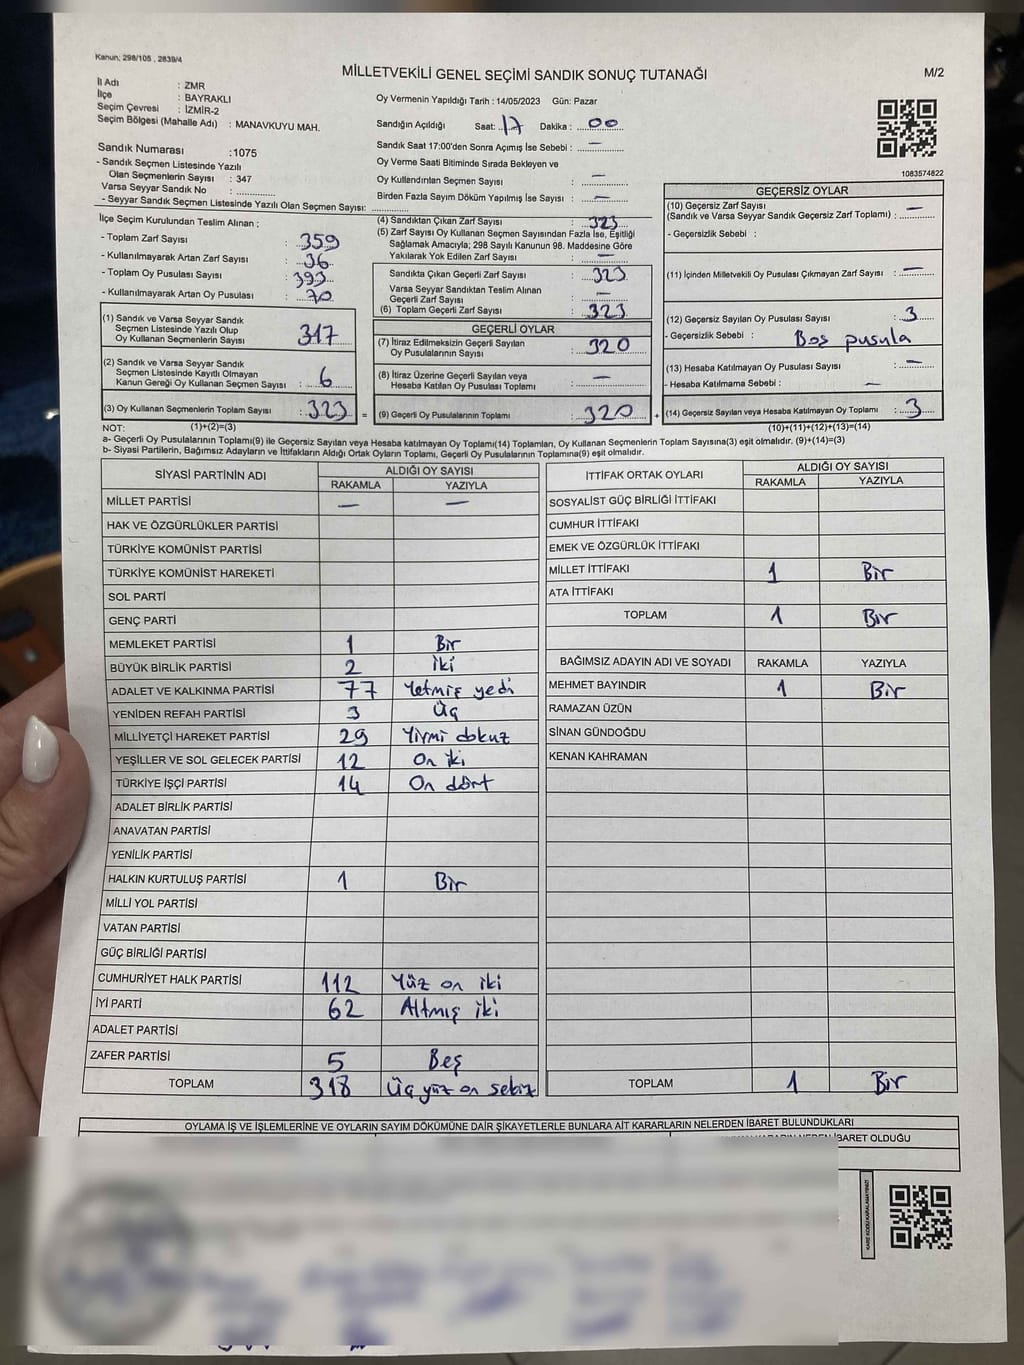 Kanun; 298/105 , 2839/4
MİLLETVEKİLİ GENEL SEÇİMİ SANDIK SONUÇ TUTANAĞI
M/2
İl Adı : ZMR
İlçe : BAYRAKLI
Seçim Çevresi : İZMİR-2
Seçim Bölgesi (Mahalle Adı) : MANAVKUYU MAH.
Oy Vermenin Yapıldığı Tarih : 14/05/2023 Gün: Pazar
Sandığın Açıldığı Saat: 17 Dakika : 00
Sandık Saat 17:00'den Sonra Açımış İse Sebebi : —
Oy Verme Saati Bitiminde Sırada Bekleyen ve
Oy Kullendırılan Seçmen Sayısı : —
Birden Fazla Sayım Döküm Yapılmış İse Sayısı : —
1083574822
Sandık Numarası :1075
- Sandık Seçmen Listesinde Yazılı
Olan Seçmenlerin Sayısı : 347
Varsa Seyyar Sandık No :
- Seyyar Sandık Listesinde Yazılı Olan Seçmen Sayısı:
İlçe Seçim Kurulundan Teslim Alınan ;
- Toplam Zarf Sayısı : 359
- Kullanılmayarak Artan Zarf Sayısı : 36
- Toplam Oy Pusulası Sayısı : 393
- Kullanılmayarak Artan Oy Pusulası : 70
(1) Sandık ve Varsa Seyyar Sandık
Seçmen Listesinde Yazılı Olup
Oy Kullanan Seçmenlerin Sayısı : 317
(2) Sandık ve Varsa Seyyar Sandık
Seçmen Listesinde Kayıtlı Olmayan
Kanun Gereği Oy Kullanan Seçmen Sayısı : 6
(3) Oy Kullanan Seçmenlerin Toplam Sayısı : 323 =
(1)+(2)=(3)
(4) Sandıktan Çıkan Zarf Sayısı : 323
(5) Zarf Sayısı Oy Kullanan Seçmen Sayısından Fazla İse, Eşitliği
Sağlamak Amacıyla; 298 Sayılı Kanunun 98. Maddesine Göre
Yakılarak Yok Edilen Zarf Sayısı : —
Sandıkta Çıkan Geçerli Zarf Sayısı : 323
Varsa Seyyar Sandıktan Teslim Alınan
Geçerli Zarf Sayısı : —
(6) Toplam Geçerli Zarf Sayısı : 323
GEÇERLİ OYLAR
(7) İtiraz Edilmeksizin Geçerli Sayılan
Oy Pusulalarının Sayısı : 320
(8) İtiraz Üzerine Geçerli Sayılan veya
Hesaba Katılan Oy Pusulası Toplamı : —
(9) Geçerli Oy Pusulalarının Toplamı : 320 +
GEÇERSİZ OYLAR
(10) Geçersiz Zarf Sayısı : —
(Sandık ve Varsa Seyyar Sandık Geçersiz Zarf Toplamı)
- Geçersizlik Sebebi :
(11) İçinden Milletvekili Oy Pusulası Çıkmayan Zarf Sayısı : —
(12) Geçersiz Sayılan Oy Pusulası Sayısı : 3
- Geçersizlik Sebebi : Boş pusula
(13) Hesaba Katılmayan Oy Pusulası Sayısı : —
- Hesaba Katılmama Sebebi : —
(14) Geçersiz Sayılan veya Hesaba Katılmayan Oy Toplamı : 3
(10)+(11)+(12)+(13)=(14)
NOT:
a- Geçerli Oy Pusulalarının Toplamı(9) ile Geçersiz Sayılan veya Hesaba katılmayan Oy Toplamı(14) Toplamları, Oy Kullanan Seçmenlerin Toplam Sayısına(3) eşit olmalıdır. (9)+(14)=(3)
b- Siyasi Partilerin, Bağımsız Adayların ve İttifakların Aldığı Ortak Oyların Toplamı, Geçerli Oy Pusulalarının Toplamına(9) eşit olmalıdır.
SİYASİ PARTİNİN ADI ALDIĞI OY SAYISI
RAKAMLA YAZIYLA
MİLLET PARTİSİ — —
HAK VE ÖZGÜRLÜKLER PARTİSİ
TÜRKİYE KOMÜNİST PARTİSİ
TÜRKİYE KOMÜNİST HAREKETİ
SOL PARTİ
GENÇ PARTİ
MEMLEKET PARTİSİ 1 Bir
BÜYÜK BİRLİK PARTİSİ 2 iki
ADALET VE KALKINMA PARTİSİ 77 Yetmiş yedi
YENİDEN REFAH PARTİSİ 3 Üç
MİLLİYETÇİ HAREKET PARTİSİ 29 Yirmi dokuz
YEŞİLLER VE SOL GELECEK PARTİSİ 12 On iki
TÜRKİYE İŞÇİ PARTİSİ 14 On dört
ADALET BİRLİK PARTİSİ
ANAVATAN PARTİSİ
YENİLİK PARTİSİ
HALKIN KURTULUŞ PARTİSİ 1 Bir
MİLLİ YOL PARTİSİ
VATAN PARTİSİ
GÜÇ BİRLİĞİ PARTİSİ
CUMHURİYET HALK PARTİSİ 112 Yüz on iki
İYİ PARTİ 62 Altmış iki
ADALET PARTİSİ
ZAFER PARTİSİ 5 Beş
TOPLAM 318 Üç yüz on sekiz
İTTİFAK ORTAK OYLARI ALDIĞI OY SAYISI
RAKAMLA YAZIYLA
SOSYALİST GÜÇ BİRLİĞİ İTTİFAKI
CUMHUR İTTİFAKI
EMEK VE ÖZGÜRLÜK İTTİFAKI
MİLLET İTTİFAKI 1 Bir
ATA İTTİFAKI
TOPLAM 1 Bir
BAĞIMSIZ ADAYIN ADI VE SOYADI RAKAMLA YAZIYLA
MEHMET BAYINDIR 1 Bir
RAMAZAN ÜZÜN
SİNAN GÜNDOĞDU
KENAN KAHRAMAN
TOPLAM 1 Bir
OYLAMA İŞ VE İŞLEMLERİNE VE OYLARIN SAYIM DÖKÜMÜNE DAİR ŞİKAYETLERLE BUNLARA AİT KARARLARIN NELERDEN İBARET BULUNDUKLARI
İBARET OLDUĞU